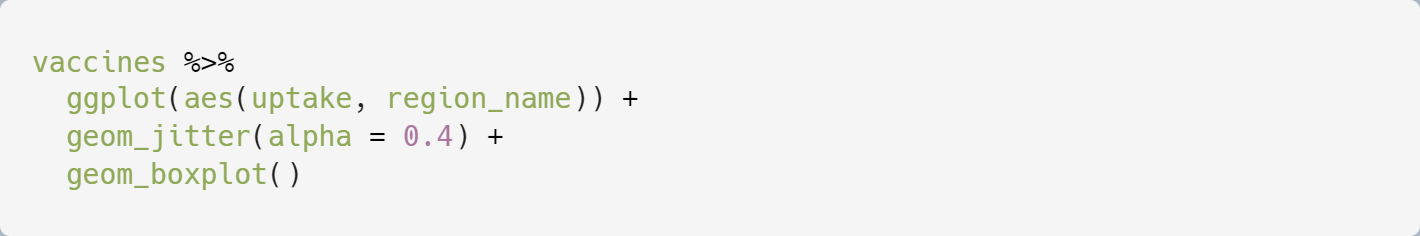 vaccines %>%
  ggplot(aes(uptake, region_name)) +
  geom_jitter(alpha = 0.4) +
  geom_boxplot()